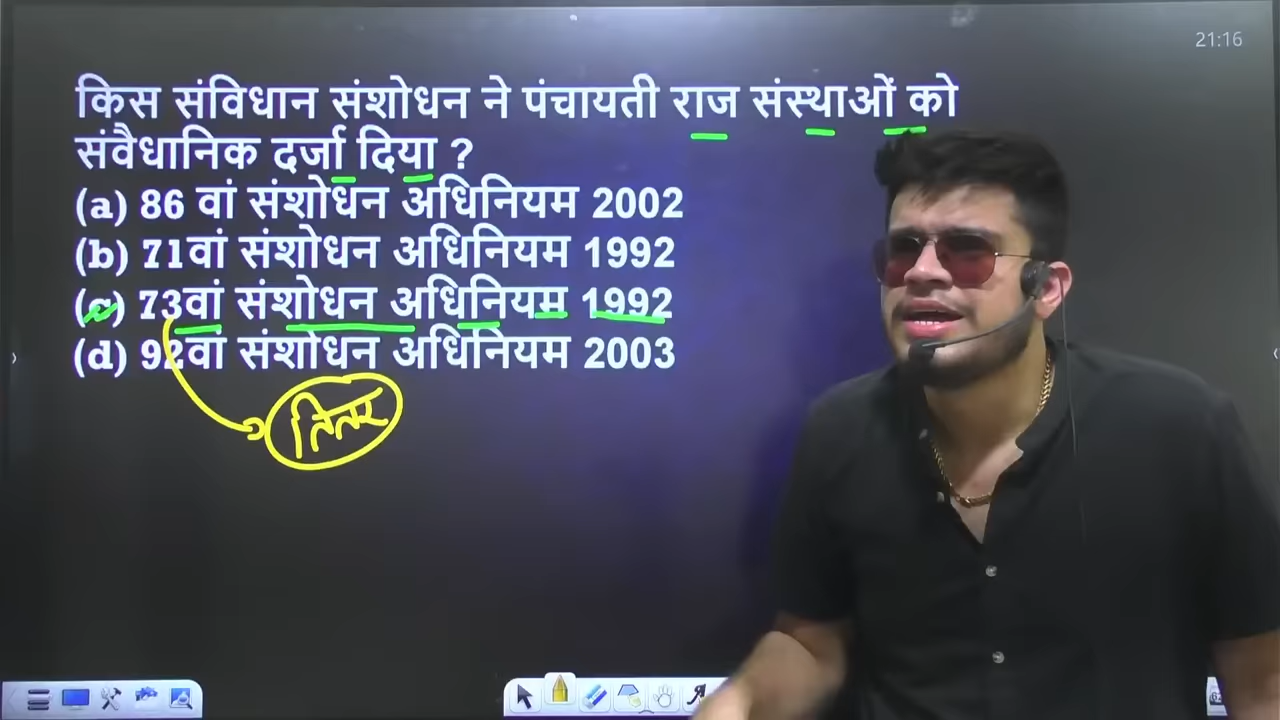 21:16
किस संविधान संशोधन ने पंचायती राज संस्थाओं को
संवैधानिक दर्जा दिया ?
(a) 86 वां संशोधन अधिनियम 2002
(b) 71वां संशोधन अधिनियम 1992
(c) 73वां संशोधन अधिनियम 1992
(d) 92वां संशोधन अधिनियम 2003
तितर